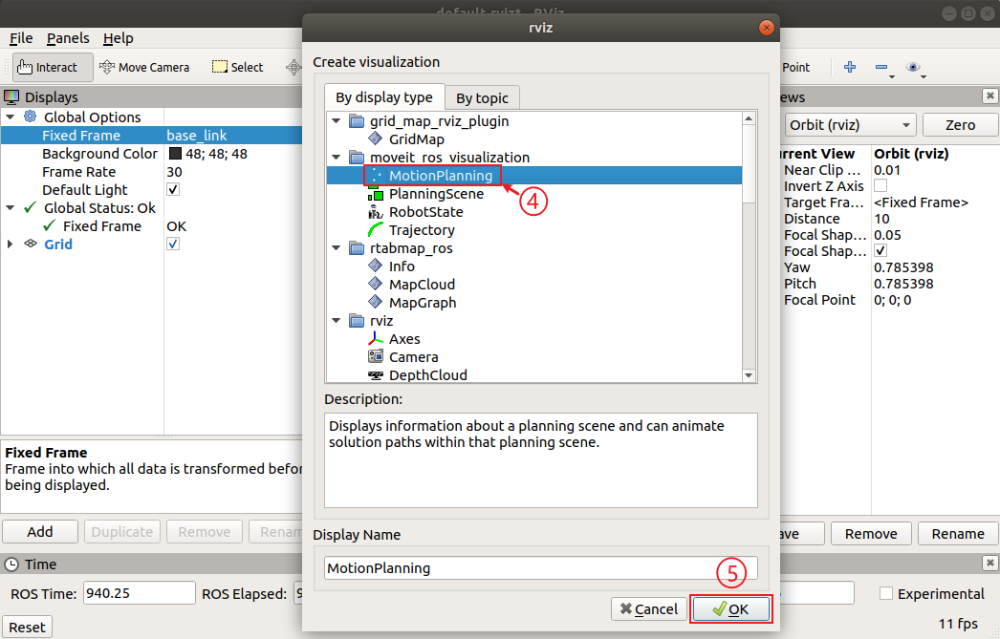 default.rviz* - RViz
rviz
File Panels Help
Interact Move Camera Select
Point
Displays
Global Options
Fixed Frame base_link
Background Color 48; 48; 48
Frame Rate 30
Default Light
Global Status: Ok
Fixed Frame OK
Grid
Fixed Frame
Frame into which all data is transformed befor
being displayed.
Add Duplicate Remove Renam
Time
ROS Time: 940.25 ROS Elapsed: 9
Reset
Create visualization
By display type By topic
grid_map_rviz_plugin
GridMap
moveit_ros_visualization
MotionPlanning
④
PlanningScene
RobotState
Trajectory
rtabmap_ros
Info
MapCloud
MapGraph
rviz
Axes
Camera
DepthCloud
Description:
Displays information about a planning scene and can animate
solution paths within that planning scene.
Display Name
MotionPlanning
⑤
Cancel OK
ews
Orbit (rviz) Zero
urrent View Orbit (rviz)
Near Clip ... 0.01
Invert Z Axis
Target Fra... <Fixed Frame>
Distance 10
Focal Shap... 0.05
Focal Shap...
Yaw 0.785398
Pitch 0.785398
Focal Point 0; 0; 0
ave Remove Rename
Experimental
11 fps